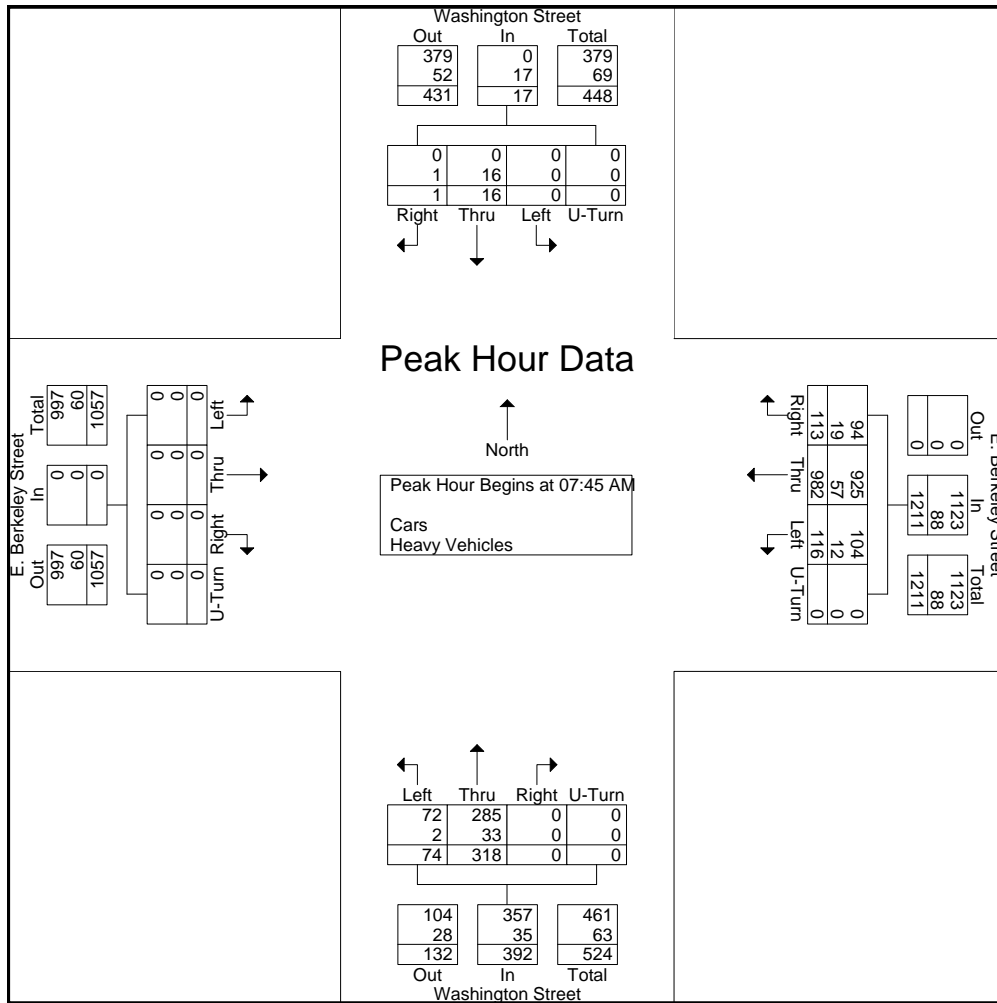 Washington Street
Out In Total
379 0 379
52 17 69
431 17 448
0 0 0 0
1 16 0 0
1 16 0 0
Right Thru Left U-Turn
Peak Hour Data
North
Peak Hour Begins at 07:45 AM
Cars
Heavy Vehicles
E. Berkeley Street
Out In Total
1057 0 1057
60 0 60
997 0 997
0 0 0 0
0 0 0 0
0 0 0 0
U-Turn Right Thru Left
E. Berkeley Street
Out In Total
0 1123 1123
0 88 88
0 1211 1211
94 925 104 0
19 57 12 0
113 982 116 0
Right Thru Left U-Turn
Left Thru Right U-Turn
72 285 0 0
2 33 0 0
74 318 0 0
104 357 461
28 35 63
132 392 524
Out In Total
Washington Street